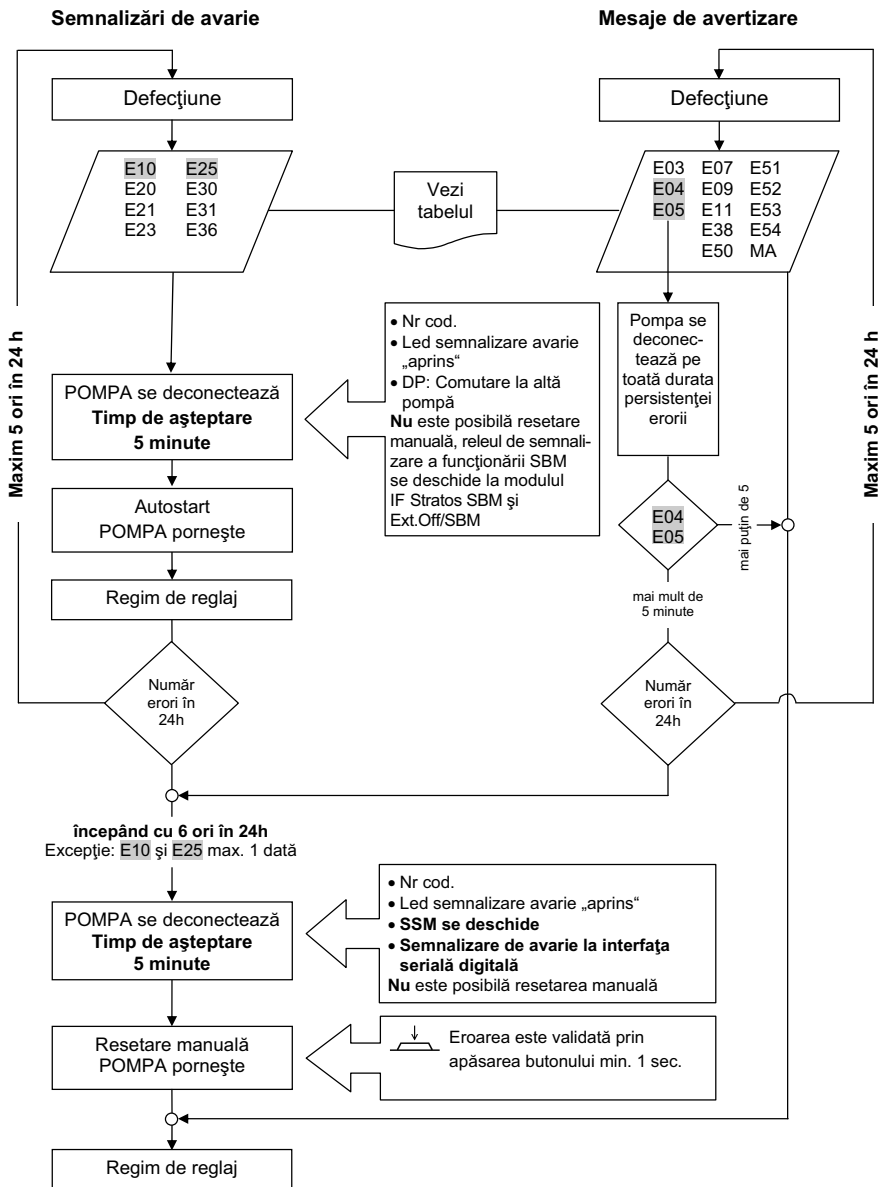 Semnalizări de avarie
Mesaje de avertizare
Defecţiune
Defecţiune
E10 E25
E20 E30
E21 E31
E23 E36
Vezi
tabelul
E03 E07 E51
E04 E09 E52
E05 E11 E53
E38 E54
E50 MA
Maxim 5 ori în 24 h
Maxim 5 ori în 24 h
• Nr cod.
• Led semnalizare avarie
„aprins“
• DP: Comutare la altă
pompă
Nu este posibilă resetare
manuală, releul de semnali-
zare a funcţionării SBM
se deschide la modulul
IF Stratos SBM şi
Ext.Off/SBM
Pompa se
deconec-
tează pe
toată durata
persistenţei
erorii
POMPA se deconectează
Timp de aşteptare
5 minute
Autostart
POMPA porneşte
Regim de reglaj
E04
E05
mai puţin de 5
mai mult de
5 minute
Număr
erori în
24h
Număr
erori în
24h
începând cu 6 ori în 24h
Excepţie: E10 şi E25 max. 1 dată
POMPA se deconectează
Timp de aşteptare
5 minute
• Nr cod.
• Led semnalizare avarie „aprins“
• SSM se deschide
• Semnalizare de avarie la interfaţa
serială digitală
Nu este posibilă resetarea manuală
Resetare manuală
POMPA porneşte
Eroarea este validată prin
apăsarea butonului min. 1 sec.
Regim de reglaj